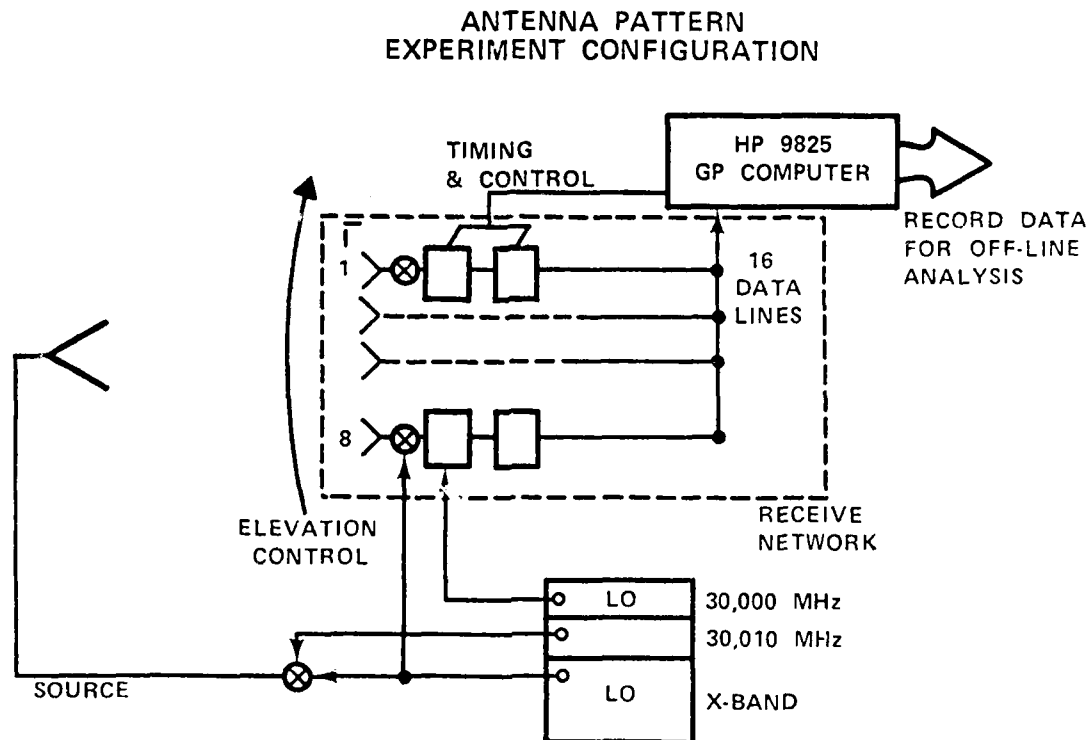 ANTENNA PATTERN
EXPERIMENT CONFIGURATION
HP 9825
GP COMPUTER
TIMING
& CONTROL
RECORD DATA
FOR OFF-LINE
ANALYSIS
1
16
DATA
LINES
8
ELEVATION
CONTROL
RECEIVE
NETWORK
LO
30,000 MHz
30,010 MHz
SOURCE
LO
X-BAND